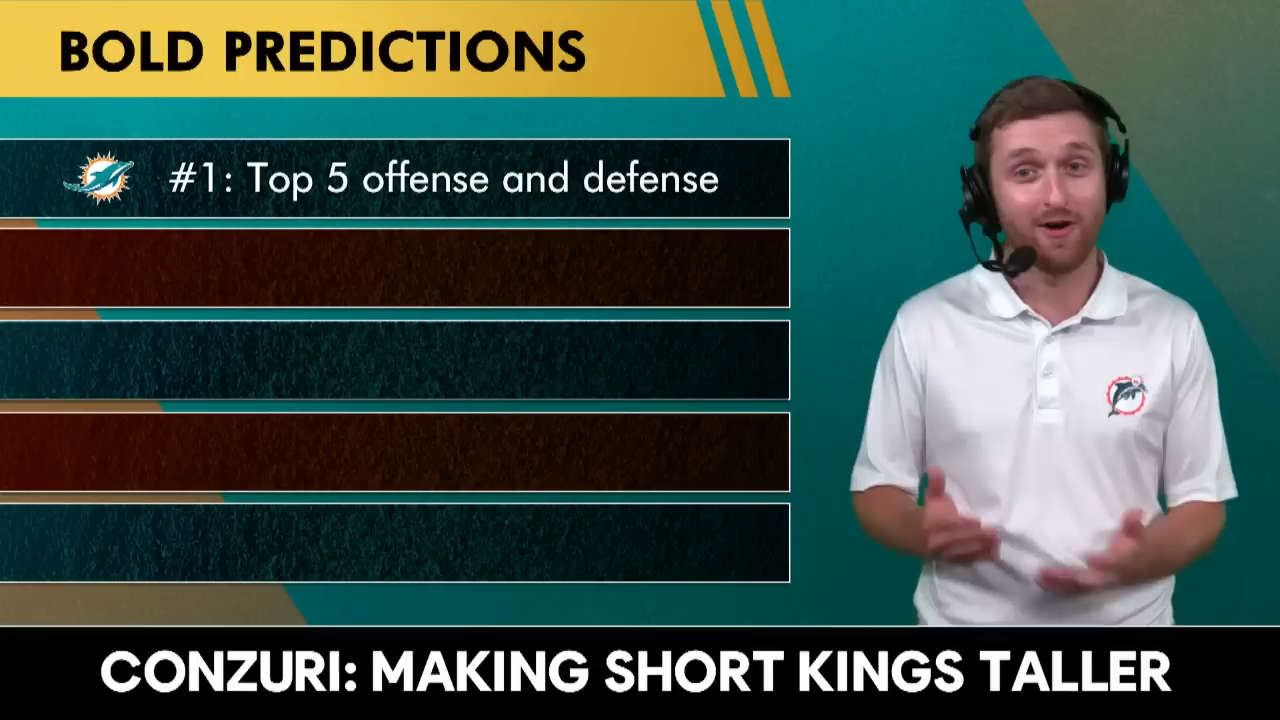 BOLD PREDICTIONS
#1: Top 5 offense and defense
CONZURI: MAKING SHORT KINGS TALLER